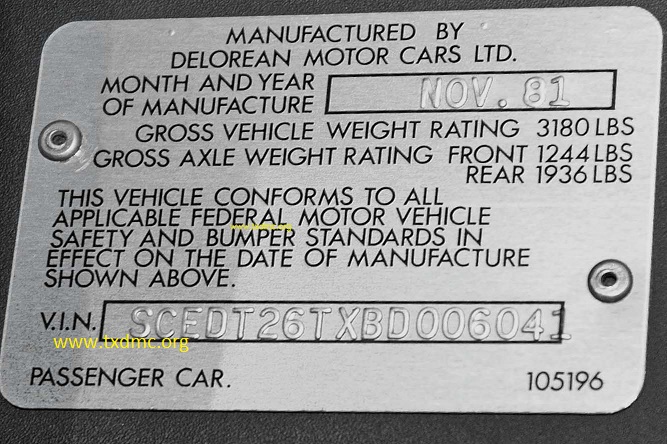 MANUFACTURED BY
DELOREAN MOTOR CARS LTD.
MONTH AND YEAR
OF MANUFACTURE NOV. 81
GROSS VEHICLE WEIGHT RATING 3180 LBS
GROSS AXLE WEIGHT RATING FRONT 1244 LBS
REAR 1936 LBS
THIS VEHICLE CONFORMS TO ALL
APPLICABLE FEDERAL MOTOR VEHICLE
SAFETY AND BUMPER STANDARDS IN
EFFECT ON THE DATE OF MANUFACTURE
SHOWN ABOVE.
V.I.N. SCEDT26TXBD006041
www.txdmc.org
PASSENGER CAR. 105196